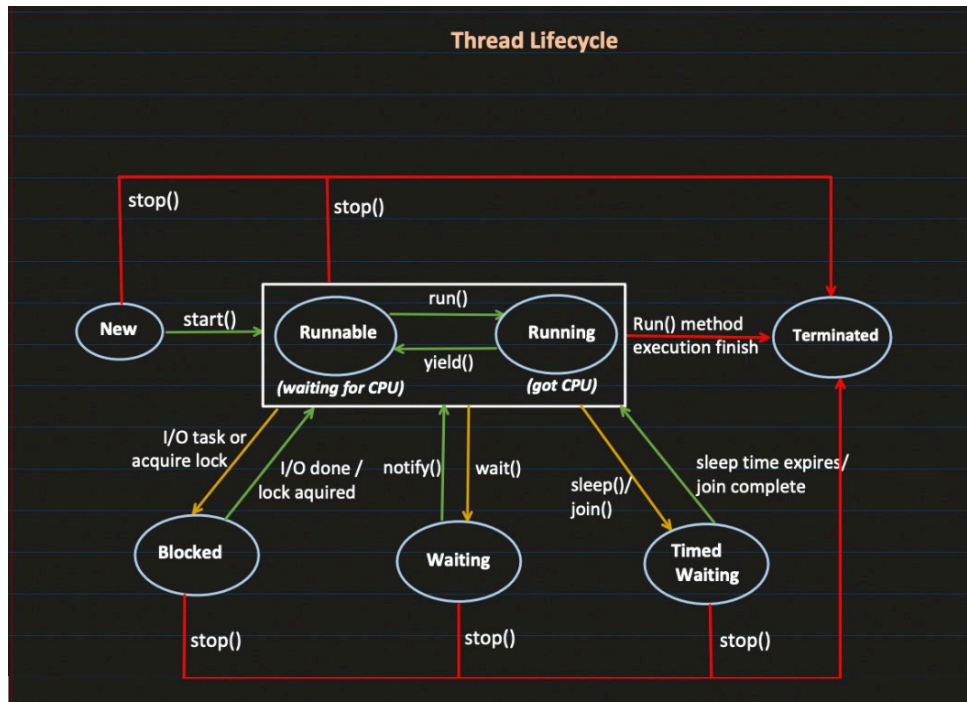 Thread Lifecycle
stop()
stop()
New
start()
Runnable
run()
yield()
Running
(waiting for CPU)
(got CPU)
Run() method
execution finish
Terminated
I/O task or
acquire lock
I/O done /
lock aquired
notify()
wait()
sleep()/
join()
sleep time expires/
join complete
Blocked
Waiting
Timed
Waiting
stop()
stop()
stop()